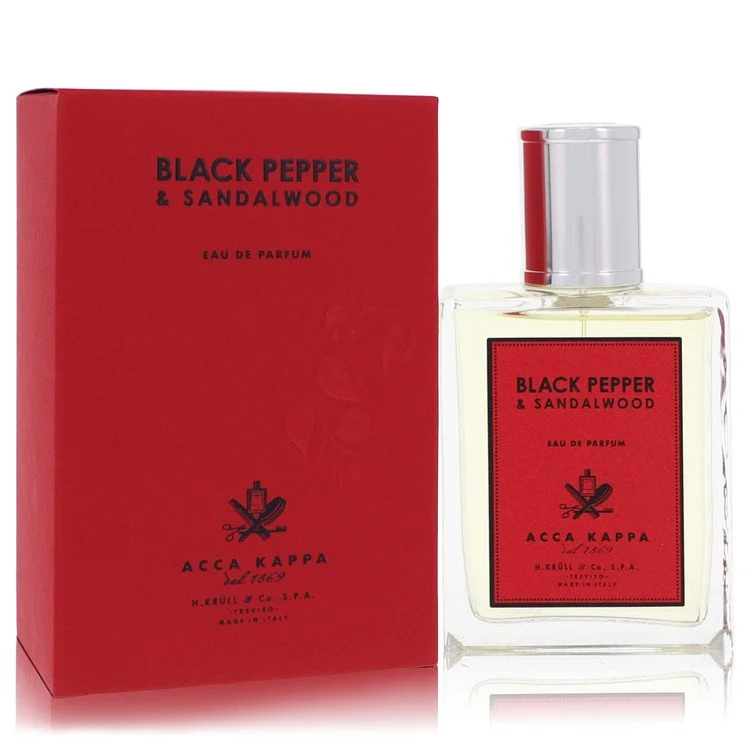 BLACK PEPPER
& SANDALWOOD
EAU DE PARFUM
ACCA KAPPA
dal 1869
H. KRÜLL & Co. S.P.A.
-TREVISO-
MADE IN ITALY
BLACK PEPPER
& SANDALWOOD
EAU DE PARFUM
ACCA KAPPA
dal 1869
H. KRÜLL & Co. S.P.A.
-TREVISO-
MADE IN ITALY